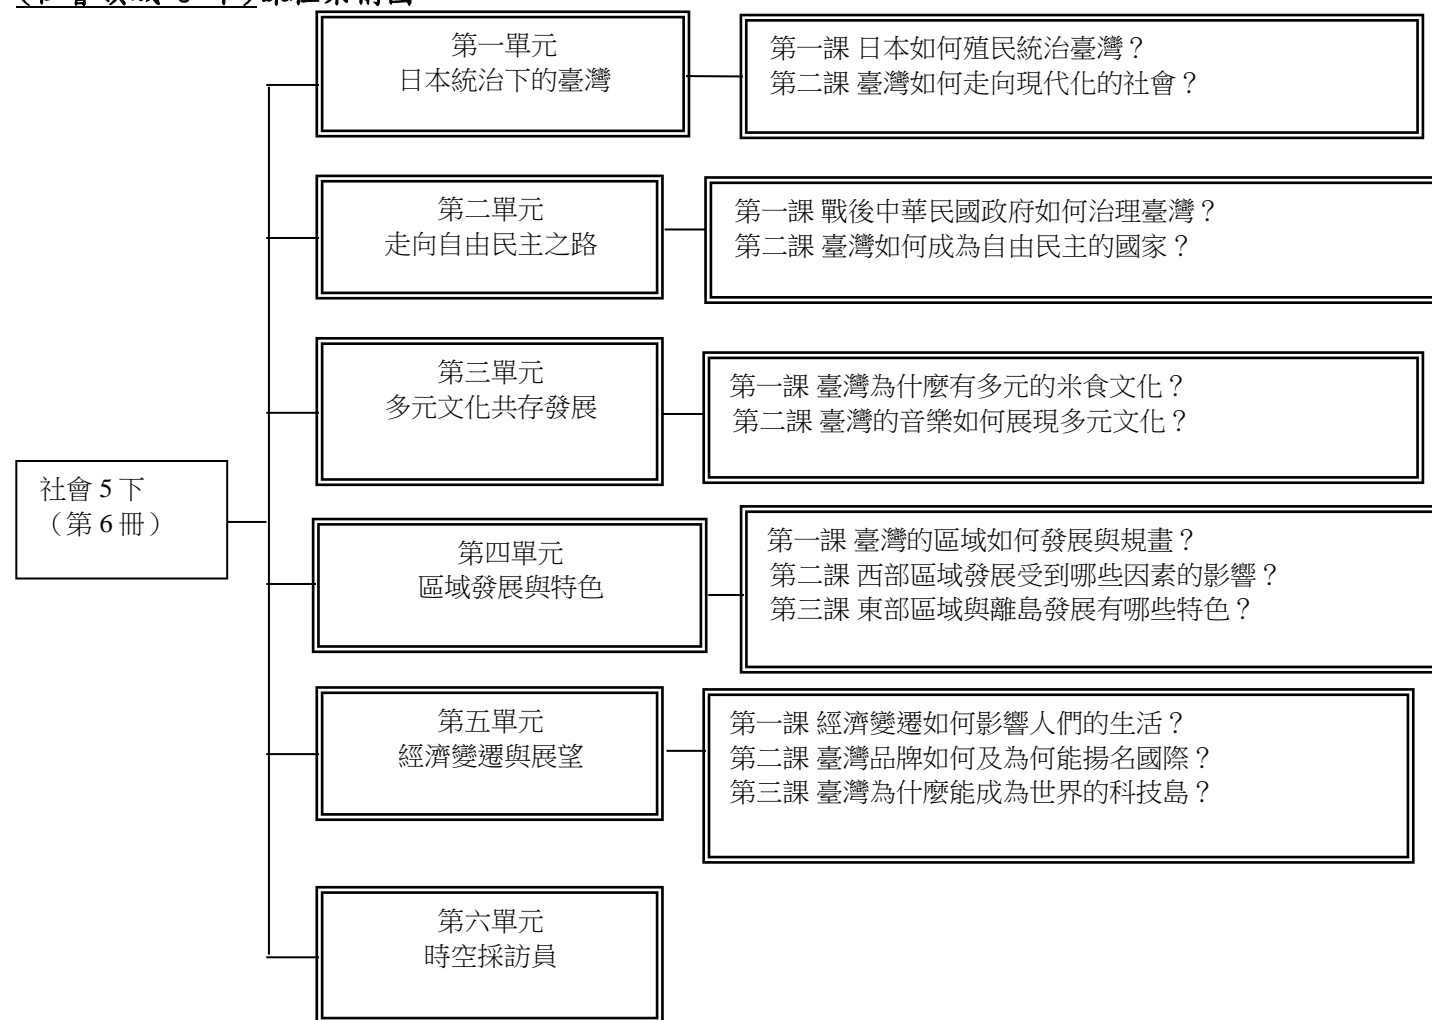 課程架構圖
第一單元
日本統治下的臺灣
第一課 日本如何殖民統治臺灣？
第二課 臺灣如何走向現代化的社會？
第二單元
走向自由民主之路
第一課 戰後中華民國政府如何治理臺灣？
第二課 臺灣如何成為自由民主的國家？
第三單元
多元文化共存發展
第一課 臺灣為什麼有多元的米食文化？
第二課 臺灣的音樂如何展現多元文化？
社會 5 下
（第 6 冊）
第四單元
區域發展與特色
第一課 臺灣的區域如何發展與規畫？
第二課 西部區域發展受到哪些因素的影響？
第三課 東部區域與離島發展有哪些特色？
第五單元
經濟變遷與展望
第一課 經濟變遷如何影響人們的生活？
第二課 臺灣品牌如何及為何能揚名國際？
第三課 臺灣為什麼能成為世界的科技島？
第六單元
時空採訪員